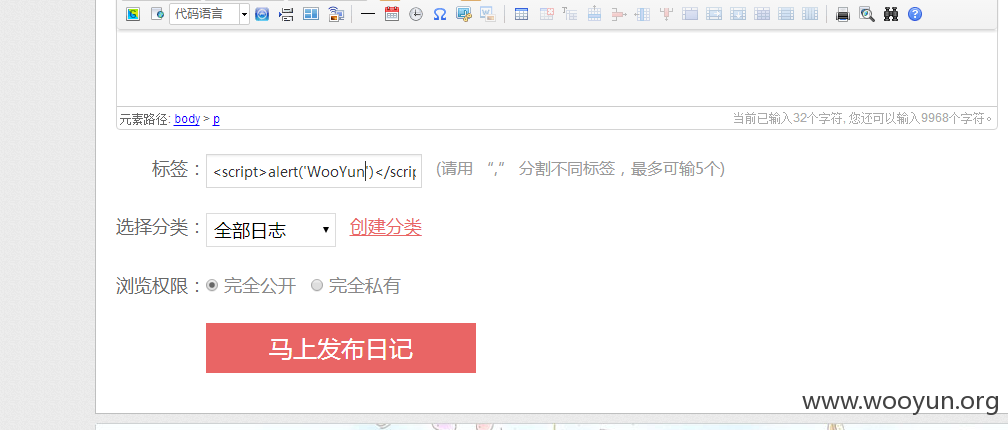 代码语言
元素路径: body > p
当前已输入32个字符, 您还可以输入9968个字符。
标签： <script>alert('WooYun')</scrip (请用 “,” 分割不同标签，最多可输5个)
选择分类： 全部日志 创建分类
浏览权限： 完全公开 完全私有
马上发布日记
www.wooyun.org